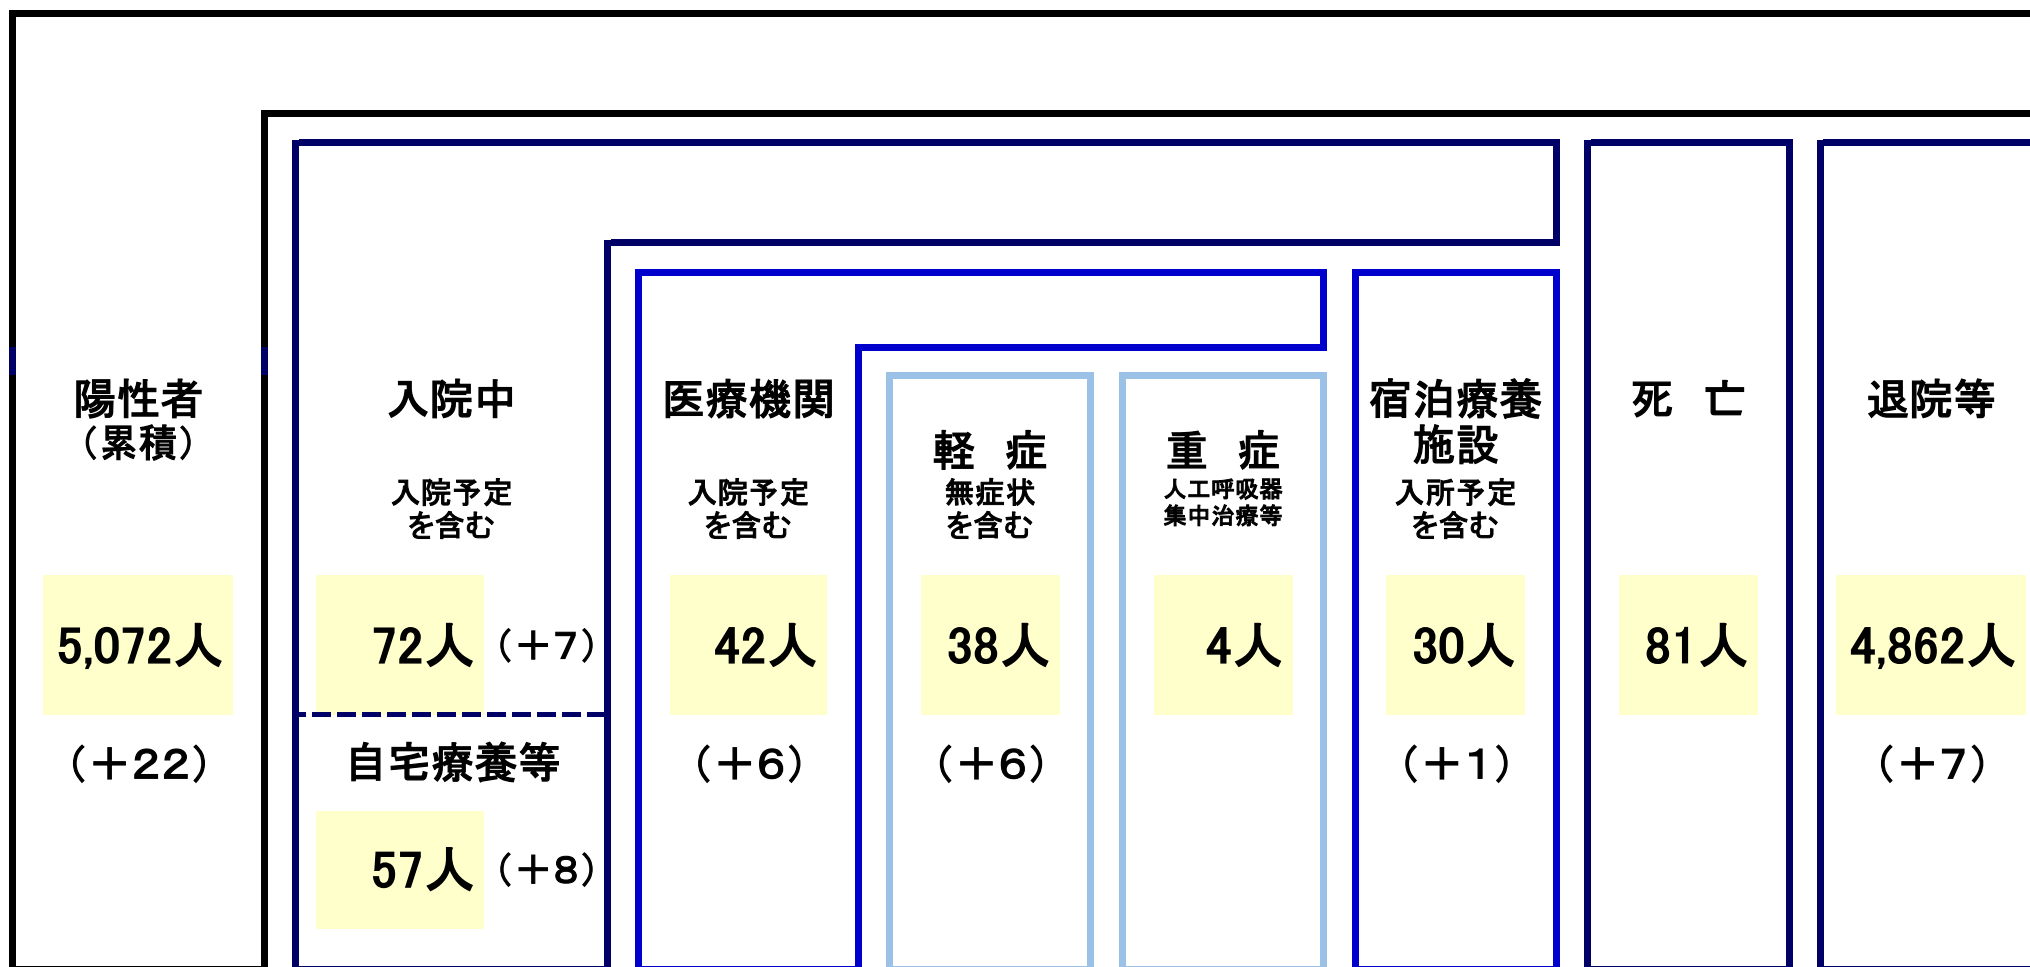 陽性者
（累積）
5,072人
（＋22）
入院中
入院予定
を含む
72人（＋7）
自宅療養等
57人（＋8）
医療機関
入院予定
を含む
42人
（＋6）
軽 症
無症状
を含む
38人
（＋6）
重 症
人工呼吸器
集中治療等
4人
宿泊療養
施設
入所予定
を含む
30人
（＋1）
死 亡
81人
退院等
4,862人
（＋7）